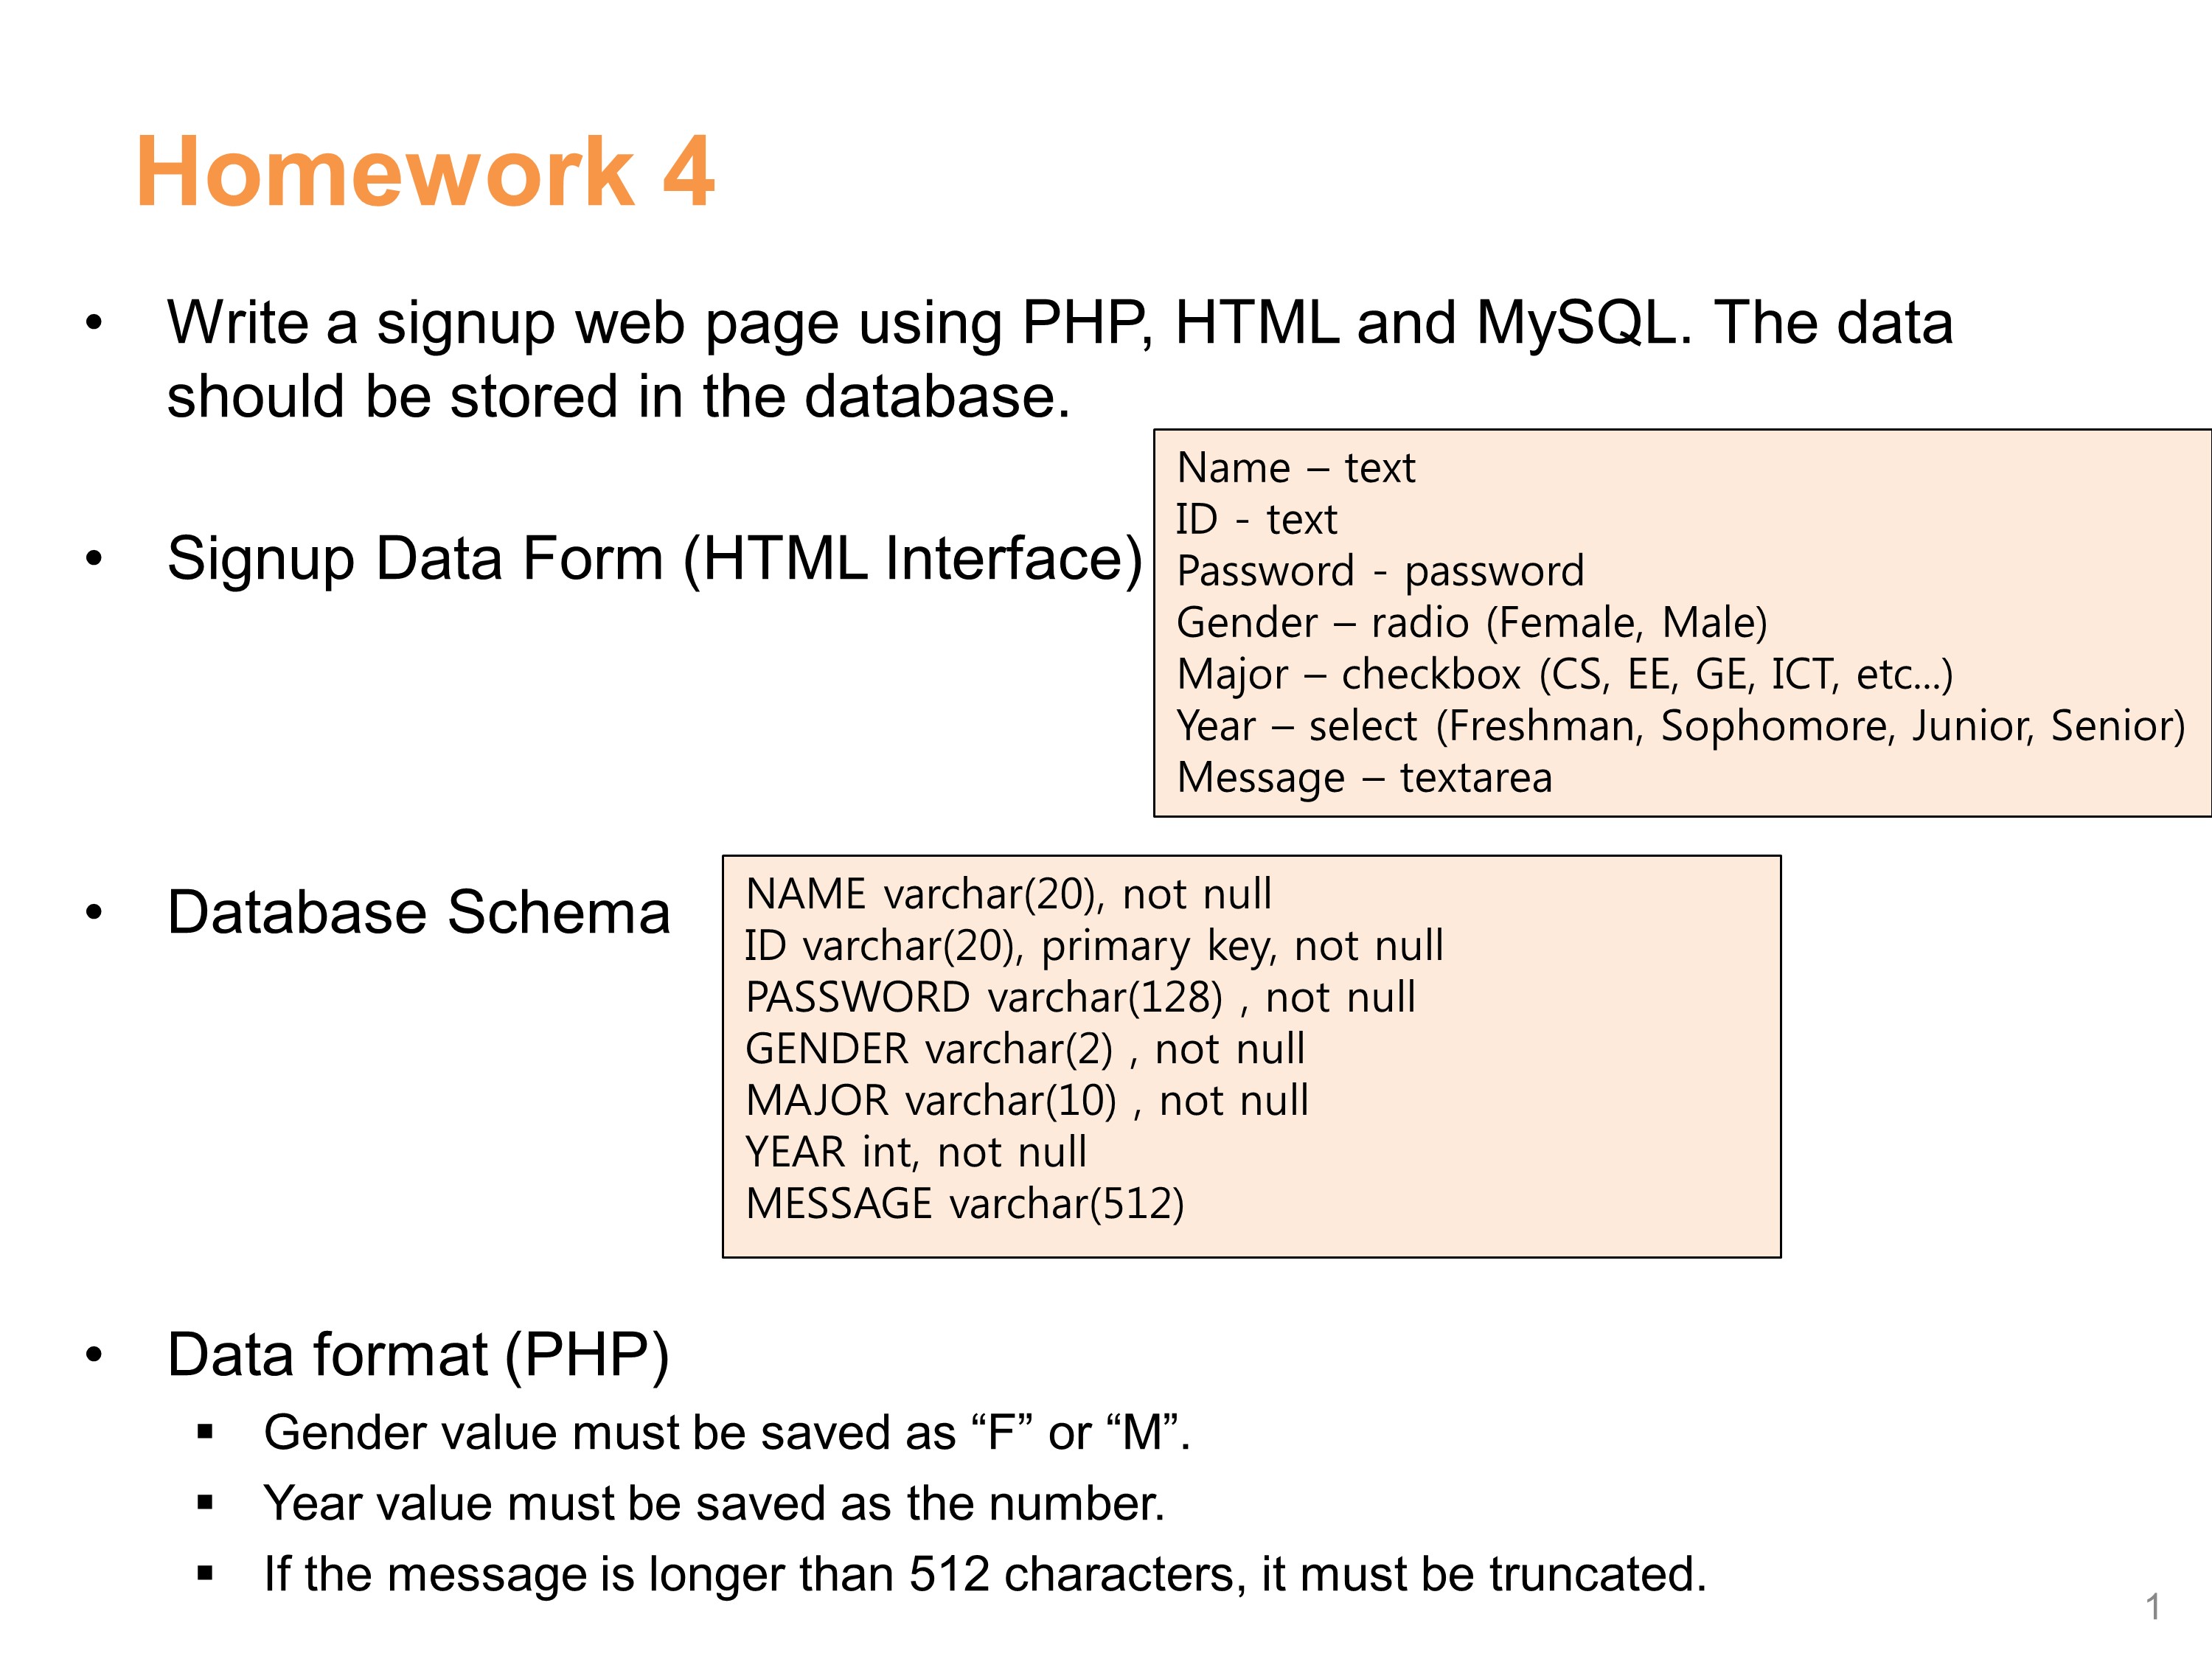 Homework 4
• Write a signup web page using PHP, HTML and MySQL. The data
should be stored in the database.
• Signup Data Form (HTML Interface)
Name – text
ID - text
Password - password
Gender – radio (Female, Male)
Major – checkbox (CS, EE, GE, ICT, etc...)
Year – select (Freshman, Sophomore, Junior, Senior)
Message – textarea
• Database Schema
NAME varchar(20), not null
ID varchar(20), primary key, not null
PASSWORD varchar(128) , not null
GENDER varchar(2) , not null
MAJOR varchar(10) , not null
YEAR int, not null
MESSAGE varchar(512)
• Data format (PHP)
▪ Gender value must be saved as “F” or “M”.
▪ Year value must be saved as the number.
▪ If the message is longer than 512 characters, it must be truncated.
1